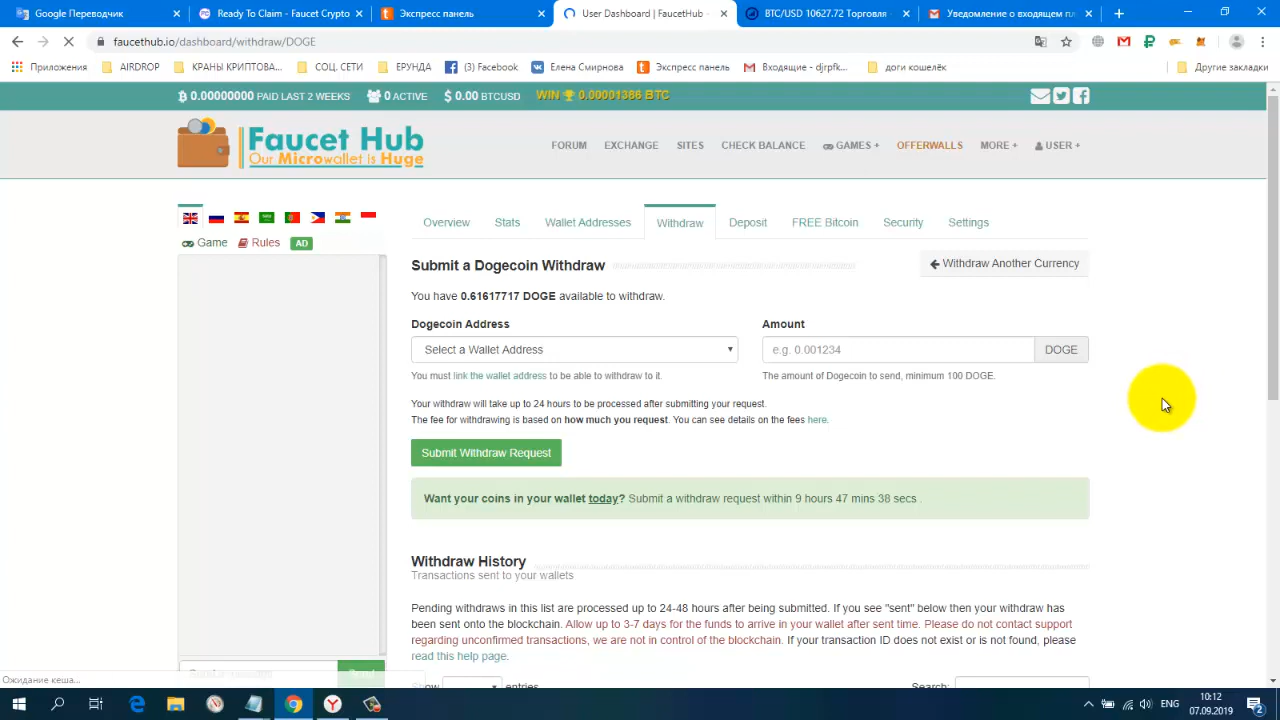 Google Переводчик
Ready To Claim - Faucet Crypto
Экспресс панель
User Dashboard | FaucetHub -
BTC/USD 10627.72 Торговля
Уведомление о входящем пл
faucethub.io/dashboard/withdraw/DOGE
Приложения
AIRDROP
КРАНЫ КРИПТОВА...
СОЦ. СЕТИ
ЕРУНДА
(3) Facebook
Елена Смирнова
Экспресс панель
Входящие - djrpfk...
доги кошелёк
Другие закладки
0.00000000 PAID LAST 2 WEEKS
0 ACTIVE
$ 0.00 BTCUSD
WIN 0.00001366 BTC
Faucet Hub
Our Microwallet is Huge
FORUM
EXCHANGE
SITES
CHECK BALANCE
GAMES +
OFFERWALLS
MORE +
USER +
Overview
Stats
Wallet Addresses
Withdraw
Deposit
FREE Bitcoin
Security
Settings
Game
Rules
AD
Submit a Dogecoin Withdraw
Withdraw Another Currency
You have 0.61617717 DOGE available to withdraw.
Dogecoin Address
Amount
Select a Wallet Address
e.g. 0.001234
DOGE
You must link the wallet address to be able to withdraw to it.
The amount of Dogecoin to send, minimum 100 DOGE.
Your withdraw will take up to 24 hours to be processed after submitting your request.
The fee for withdrawing is based on how much you request. You can see details on the fees here.
Submit Withdraw Request
Want your coins in your wallet today? Submit a withdraw request within 9 hours 47 mins 38 secs .
Withdraw History
Transactions sent to your wallets
Pending withdraws in this list are processed up to 24-48 hours after being submitted. If you see "sent" below then your withdraw has
been sent onto the blockchain. Allow up to 3-7 days for the funds to arrive in your wallet after sent time. Please do not contact support
regarding unconfirmed transactions, we are not in control of the blockchain. If your transaction ID does not exist or is not found, please
read this help page.
Send
Ожидание кеша...
Show
entries
Search:
ENG
10:12
07.09.2019
2